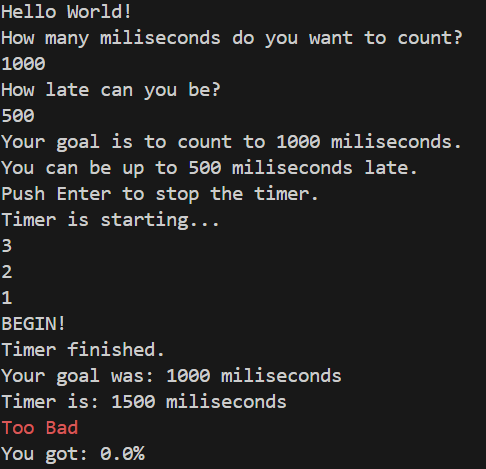 Hello World!
How many miliseconds do you want to count?
1000
How late can you be?
500
Your goal is to count to 1000 miliseconds.
You can be up to 500 miliseconds late.
Push Enter to stop the timer.
Timer is starting...
3
2
1
BEGIN!
Timer finished.
Your goal was: 1000 miliseconds
Timer is: 1500 miliseconds
Too Bad
You got: 0.0%